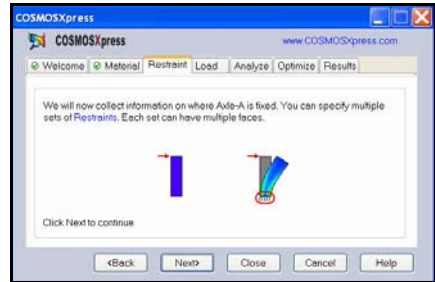 COSMOSXpress
COSMOSXpress www.COSMOSXpress.com
Welcome Material Restraint Load Analyze Optimize Results
We will now collect information on where Axle-A is fixed. You can specify multiple
sets of Restraints. Each set can have multiple faces.
Click Next to continue
<Back Next> Close Cancel Help